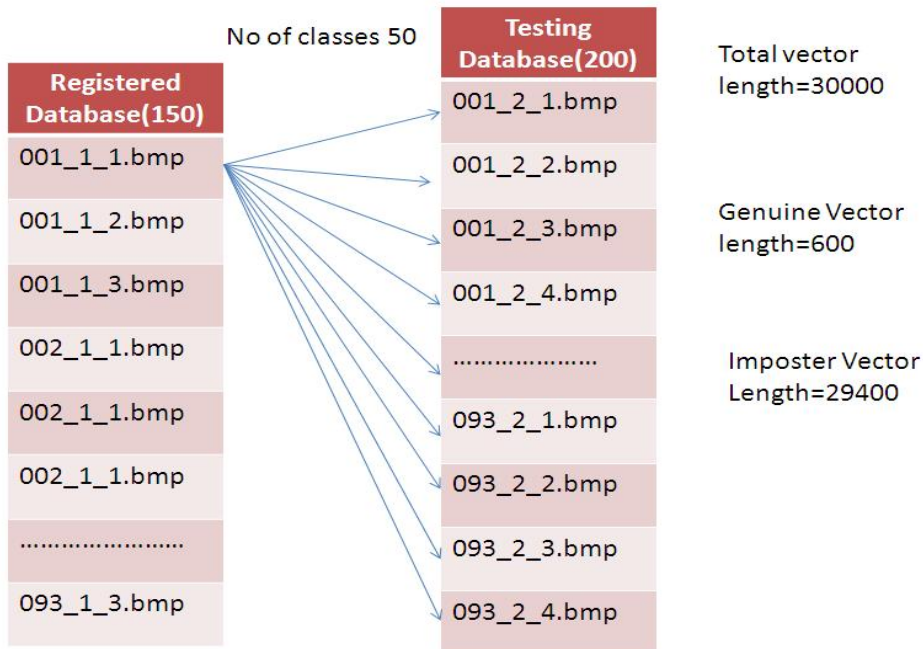 No of classes 50
Registered
Database(150)
001_1_1.bmp
001_1_2.bmp
001_1_3.bmp
002_1_1.bmp
002_1_1.bmp
002_1_1.bmp
........................
093_1_3.bmp
Testing
Database(200)
001_2_1.bmp
001_2_2.bmp
001_2_3.bmp
001_2_4.bmp
.....................
093_2_1.bmp
093_2_2.bmp
093_2_3.bmp
093_2_4.bmp
Total vector
length=30000
Genuine Vector
length=600
Imposter Vector
Length=29400